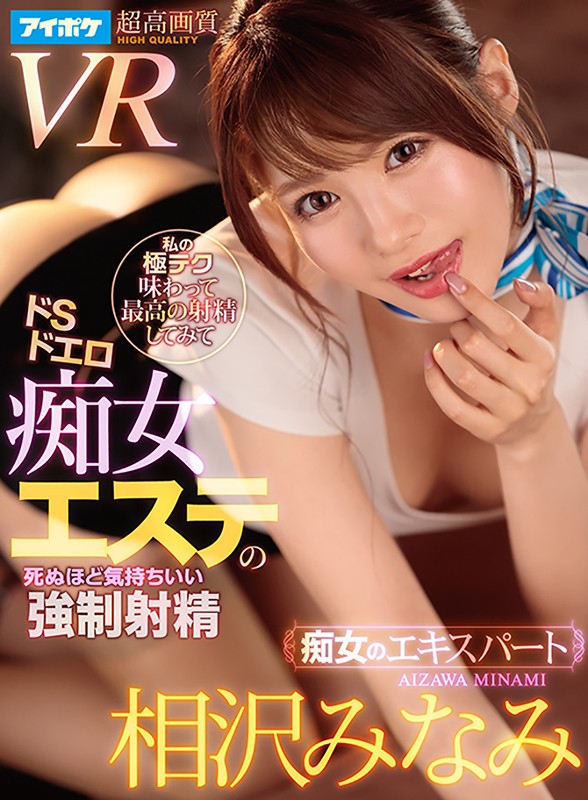 アイポケ
超高画質
HIGH QUALITY
VR
私の
極テク
味わって
最高の射精
してみて
ドS
ドエロ
痴女
エステの
死ぬほど気持ちいい
強制射精
痴女のエキスパート
AIZAWA MINAMI
相沢みなみ